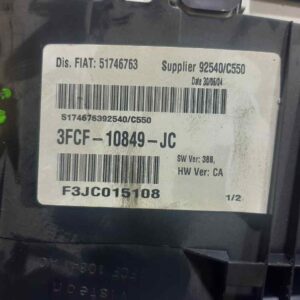 Dis. FIAT: 51746763 Supplier 92540/C550
Date 30/06/04
5174676392540/C550
3FCF-10849-JC
SW Ver: 388.
HW Ver: CA
F3JC015108
1/2